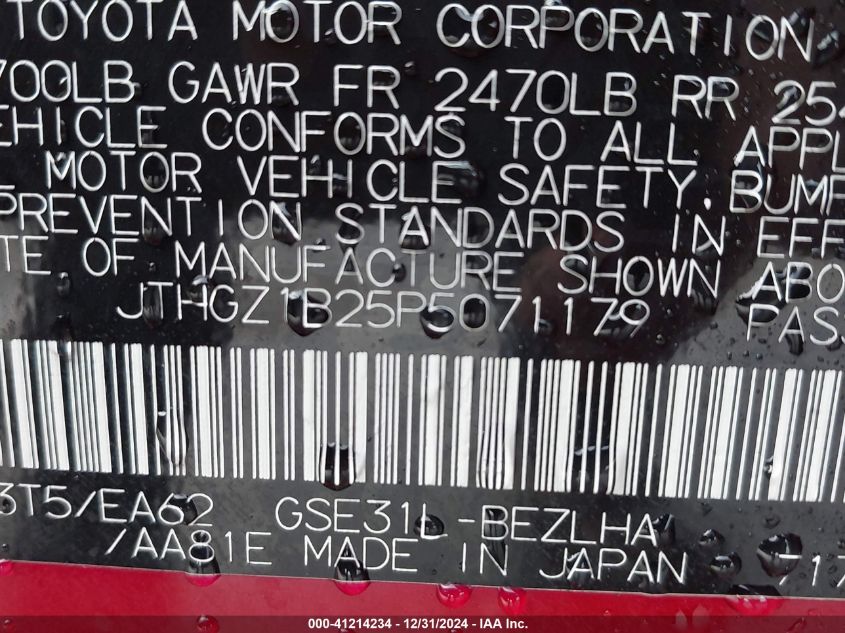 TOYOTA MOTOR CORPORATION
700LB GAWR FR 2470LB RR 254
EHICLE CONFORMS TO ALL APPL
MOTOR VEHICLE SAFETY, BUMP
PREVENTION STANDARDS IN EFF
TE OF MANUFACTURE SHOWN ABO
JTHGZ1B25P5071179 PASS
3T5/EA62 GSE31L-BEZLHA
/AA81E MADE IN JAPAN 717
000-41214234 - 12/31/2024 - IAA Inc.